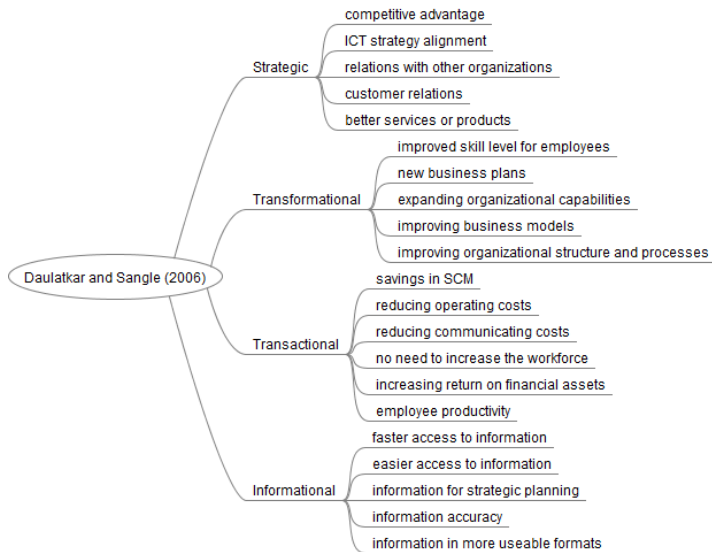 Daulatkar and Sangle (2006)
Strategic
competitive advantage
ICT strategy alignment
relations with other organizations
customer relations
better services or products
Transformational
improved skill level for employees
new business plans
expanding organizational capabilities
improving business models
improving organizational structure and processes
Transactional
savings in SCM
reducing operating costs
reducing communicating costs
no need to increase the workforce
increasing return on financial assets
employee productivity
Informational
faster access to information
easier access to information
information for strategic planning
information accuracy
information in more useable formats